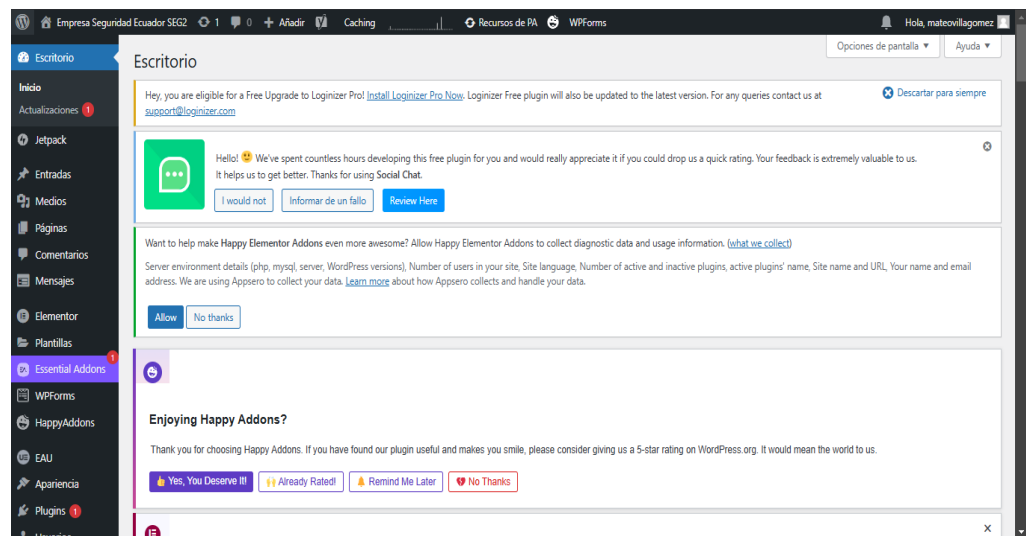 Empresa Seguridad Ecuador SEG2 1 0 + Añadir Caching Recursos de PA WPForms Hola, mateovillagomez
Opciones de pantalla ▼ Ayuda ▼
Escritorio
Inicio
Actualizaciones 1
Jetpack
Entradas
Medios
Páginas
Comentarios
Mensajes
Elementor
Plantillas
Essential Addons 1
WPForms
HappyAddons
EAU
Apariencia
Plugins 1
Escritorio
Hey, you are eligible for a Free Upgrade to Loginizer Pro! Install Loginizer Pro Now. Loginizer Free plugin will also be updated to the latest version. For any queries contact us at
support@loginizer.com
Descartar para siempre
Hello! 🙂 We've spent countless hours developing this free plugin for you and would really appreciate it if you could drop us a quick rating. Your feedback is extremely valuable to us.
It helps us to get better. Thanks for using Social Chat.
I would not Informar de un fallo Review Here
Want to help make Happy Elementor Addons even more awesome? Allow Happy Elementor Addons to collect diagnostic data and usage information. (what we collect)
Server environment details (php, mysql, server, WordPress versions), Number of users in your site, Site language, Number of active and inactive plugins, active plugins' name, Site name and URL, Your name and email
address. We are using Appsero to collect your data. Learn more about how Appsero collects and handle your data.
Allow No thanks
Enjoying Happy Addons?
Thank you for choosing Happy Addons. If you have found our plugin useful and makes you smile, please consider giving us a 5-star rating on WordPress.org. It would mean the world to us.
👍 Yes, You Deserve It! 🙌 Already Rated! 🔔 Remind Me Later 💔 No Thanks